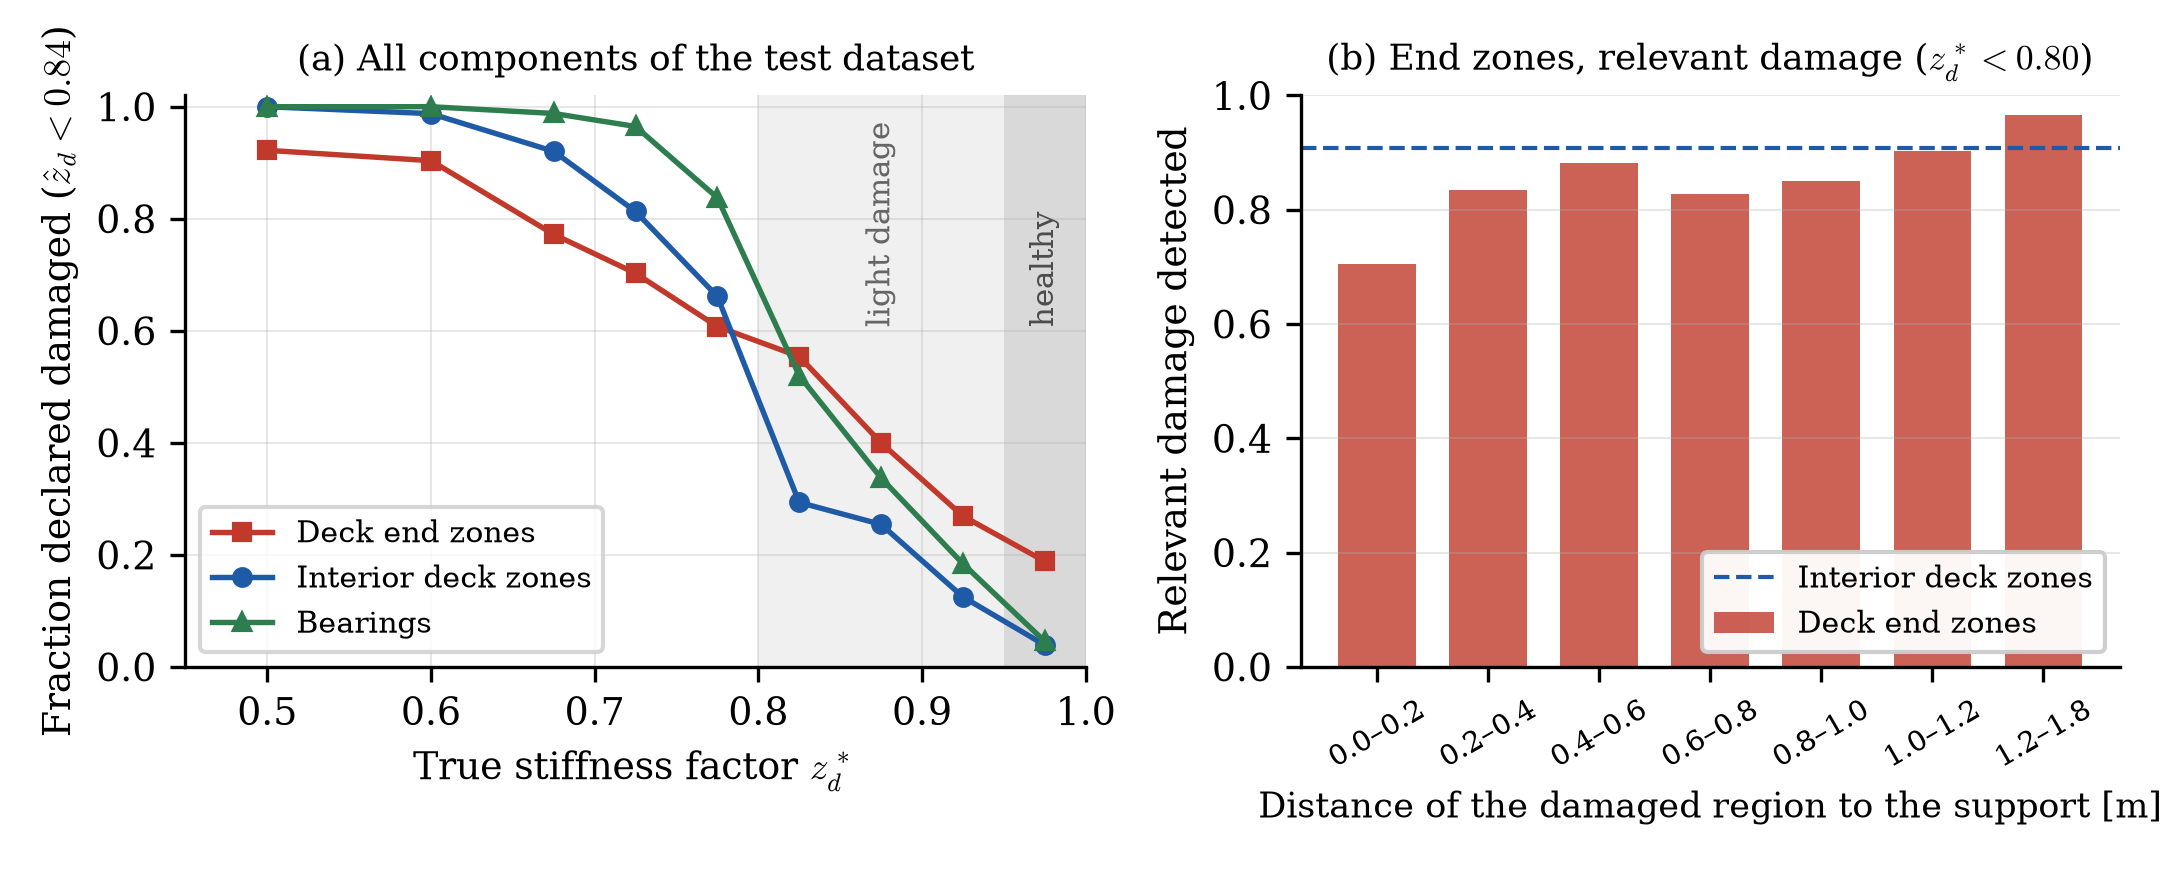 (a) All components of the test dataset
Fraction declared damaged (ẑ_d < 0.84)
1.0
0.8
0.6
0.4
0.2
0.0
light damage
healthy
Deck end zones
Interior deck zones
Bearings
0.5 0.6 0.7 0.8 0.9 1.0
True stiffness factor z_d^*
(b) End zones, relevant damage (z_d^* < 0.80)
Relevant damage detected
1.0
0.8
0.6
0.4
0.2
0.0
Interior deck zones
Deck end zones
0.0–0.2 0.2–0.4 0.4–0.6 0.6–0.8 0.8–1.0 1.0–1.2 1.2–1.8
Distance of the damaged region to the support [m]